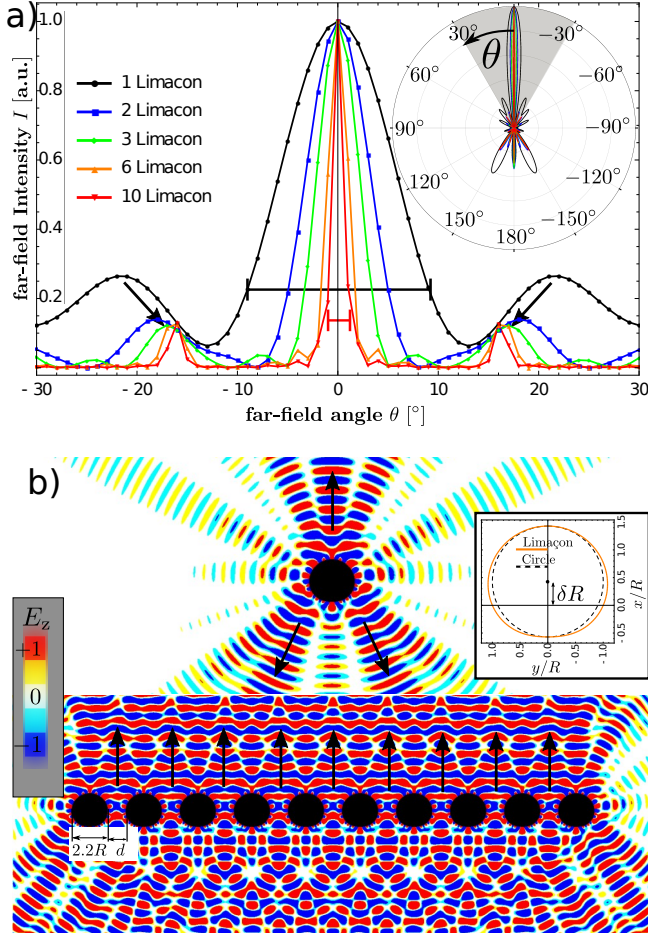 a)
far-field Intensity I [a.u.]
1.0
0.8
0.6
0.4
0.2
1 Limacon
2 Limacon
3 Limacon
6 Limacon
10 Limacon
30°
-30°
θ
60°
-60°
90°
-90°
120°
-120°
150°
-150°
180°
-30
-20
-10
0
10
20
30
far-field angle θ [°]
b)
Limaçon
Circle
δR
1.5
1.0
0.5
0.0
-0.5
x/R
1.0
0.5
0.0
-0.5
-1.0
y/R
E_z
+1
0
-1
2.2R
d